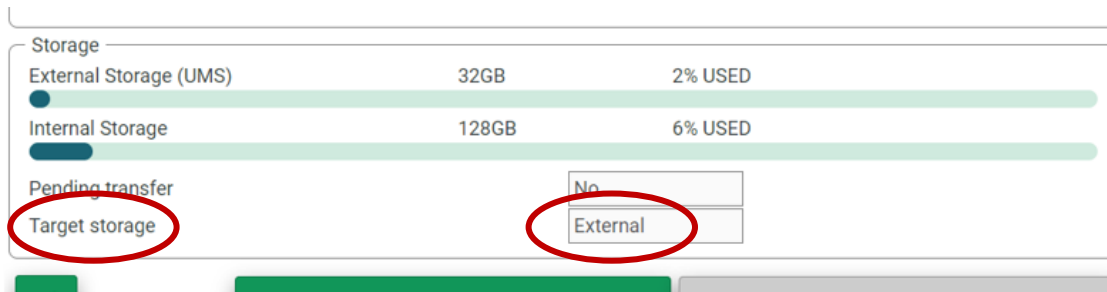 Storage
External Storage (UMS) 32GB 2% USED
Internal Storage 128GB 6% USED
Pending transfer No
Target storage External